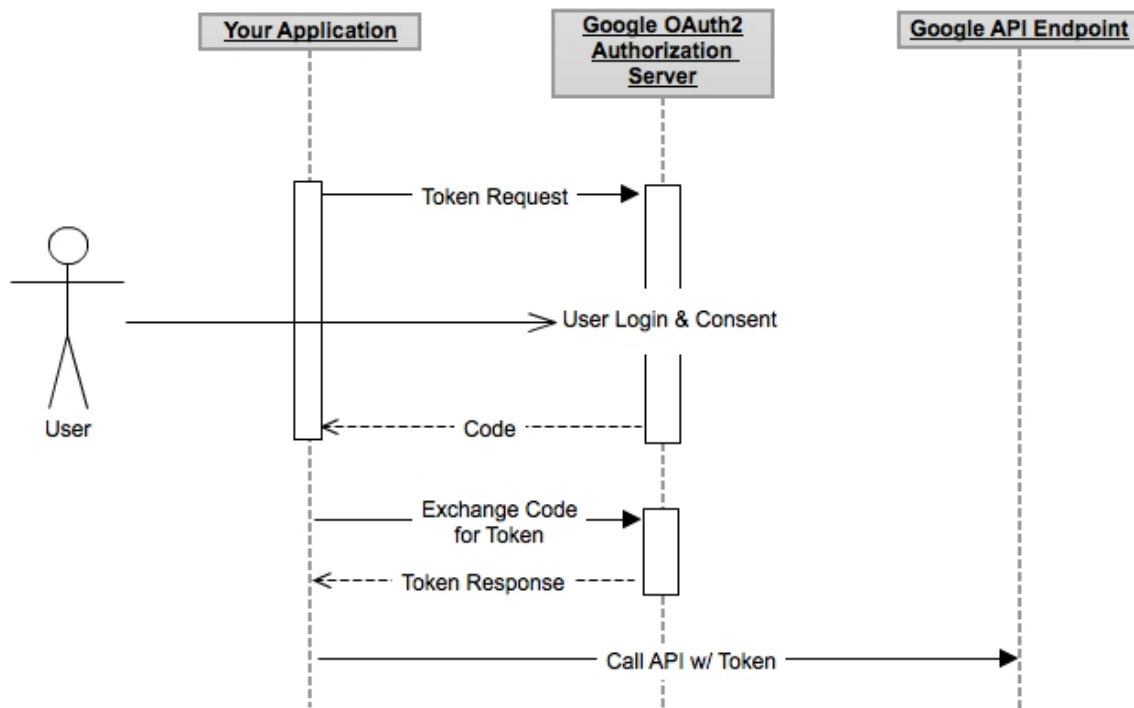 Your Application
Google OAuth2
Authorization
Server
Google API Endpoint
Token Request
User Login & Consent
User
Code
Exchange Code
for Token
Token Response
Call API w/ Token